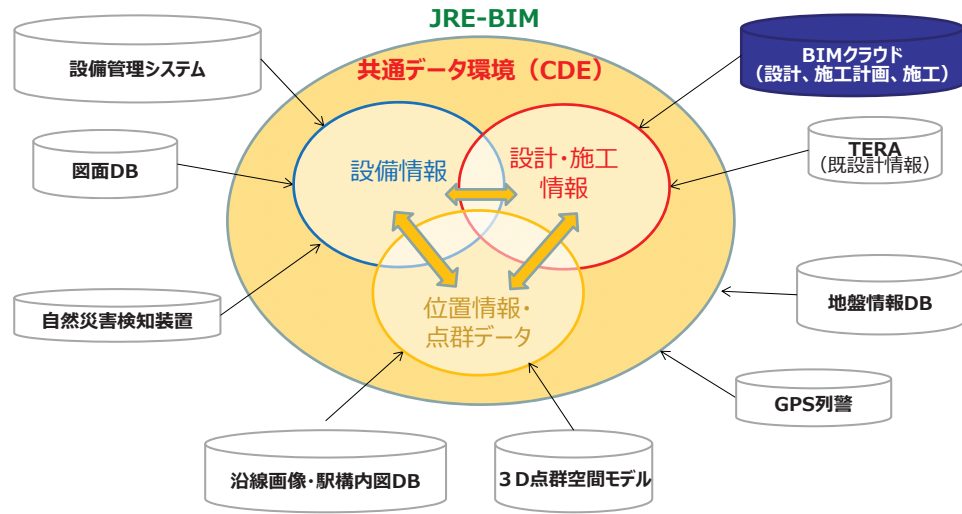 JRE-BIM
共通データ環境（CDE）
設備管理システム
BIMクラウド
（設計、施工計画、施工）
図面DB
TERA
（既設計情報）
設備情報
設計・施工
情報
位置情報・
点群データ
自然災害検知装置
地盤情報DB
GPS列警
沿線画像・駅構内図DB
３D点群空間モデル